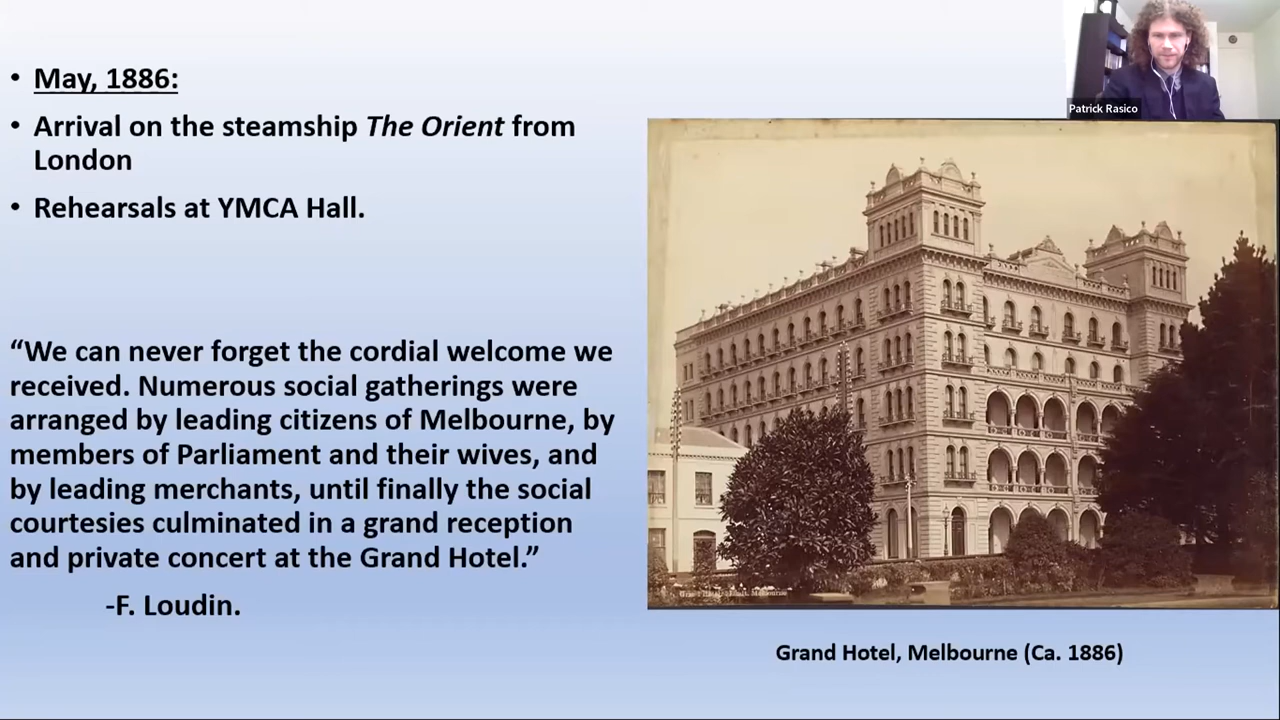 • May, 1886:
• Arrival on the steamship The Orient from
London
• Rehearsals at YMCA Hall.
“We can never forget the cordial welcome we
received. Numerous social gatherings were
arranged by leading citizens of Melbourne, by
members of Parliament and their wives, and
by leading merchants, until finally the social
courtesies culminated in a grand reception
and private concert at the Grand Hotel.”
-F. Loudin.
Patrick Rasico
Grand Hotel, Melbourne (Ca. 1886)